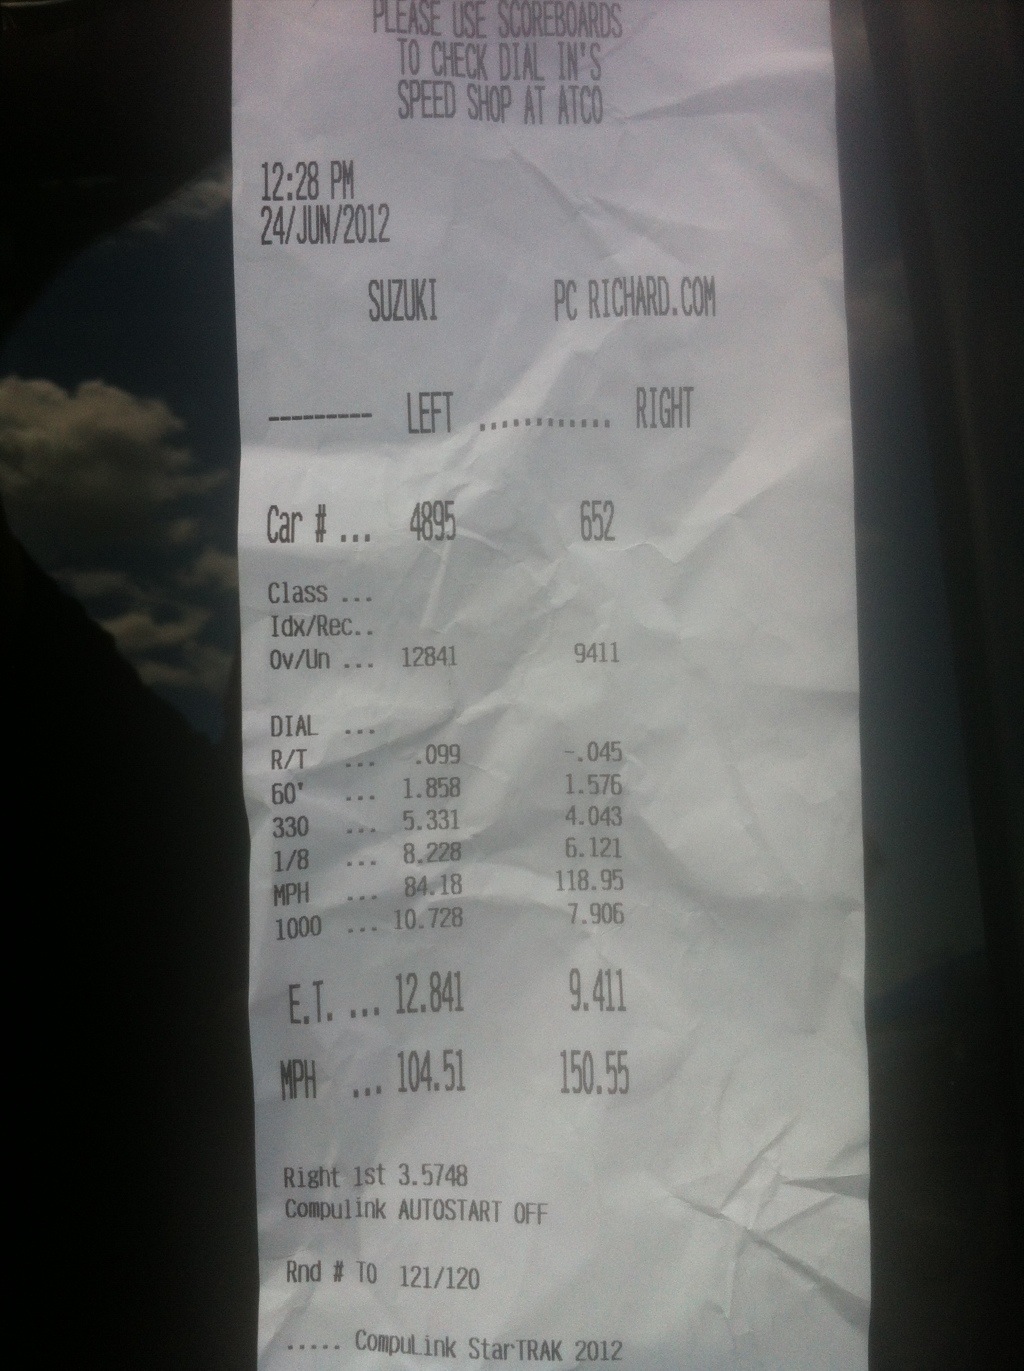 PLEASE USE SCOREBOARDS
TO CHECK DIAL IN'S
SPEED SHOP AT ATCO
12:28 PM
24/JUN/2012
SUZUKI PC RICHARD.COM
--------- LEFT ............ RIGHT
Car # ... 4895 652
Class ...
Idx/Rec..
Ov/Un ... 12841 9411
DIAL ...
R/T ... .099 -.045
60' ... 1.858 1.576
330 ... 5.331 4.043
1/8 ... 8.228 6.121
MPH ... 84.18 118.95
1000 ... 10.728 7.906
E.T. ... 12.841 9.411
MPH ... 104.51 150.55
Right 1st 3.5748
Compulink AUTOSTART OFF
Rnd # T0 121/120
..... CompuLink StarTRAK 2012